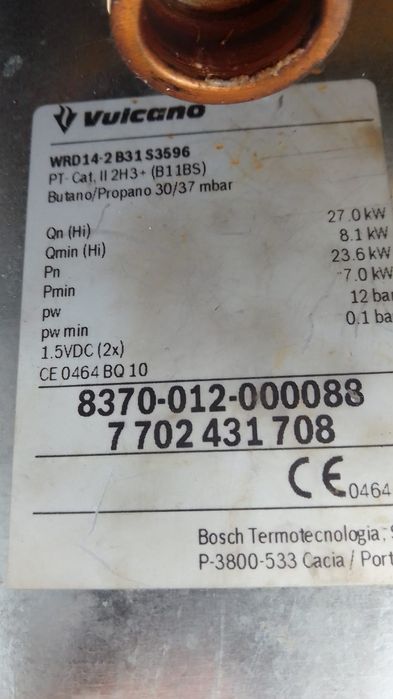 Vulcano
WRD14-2 B31 S3596
PT- Cat. II 2H3+ (B11BS)
Butano/Propano 30/37 mbar
Qn (Hi) 27.0 kW
Qmin (Hi) 8.1 kW
Pn 23.6 kW
Pmin 7.0 kW
pw 12 bar
pw min 0.1 ba
1.5VDC (2x)
CE 0464 BQ 10
8370-012-000088
7 702 431 708
CE 0464
Bosch Termotecnologia, S
P-3800-533 Cacia / Port